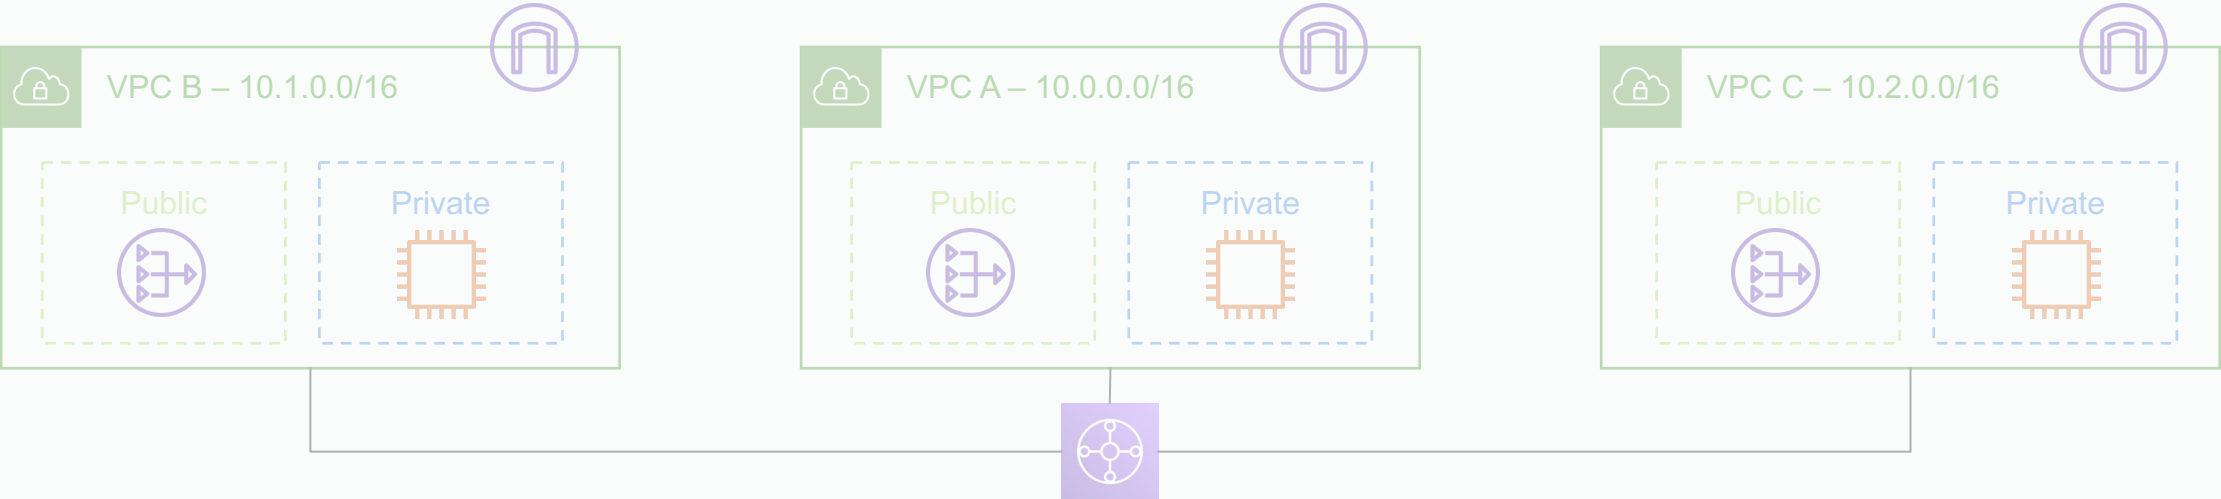 VPC B – 10.1.0.0/16
Public
Private
VPC A – 10.0.0.0/16
Public
Private
VPC C – 10.2.0.0/16
Public
Private